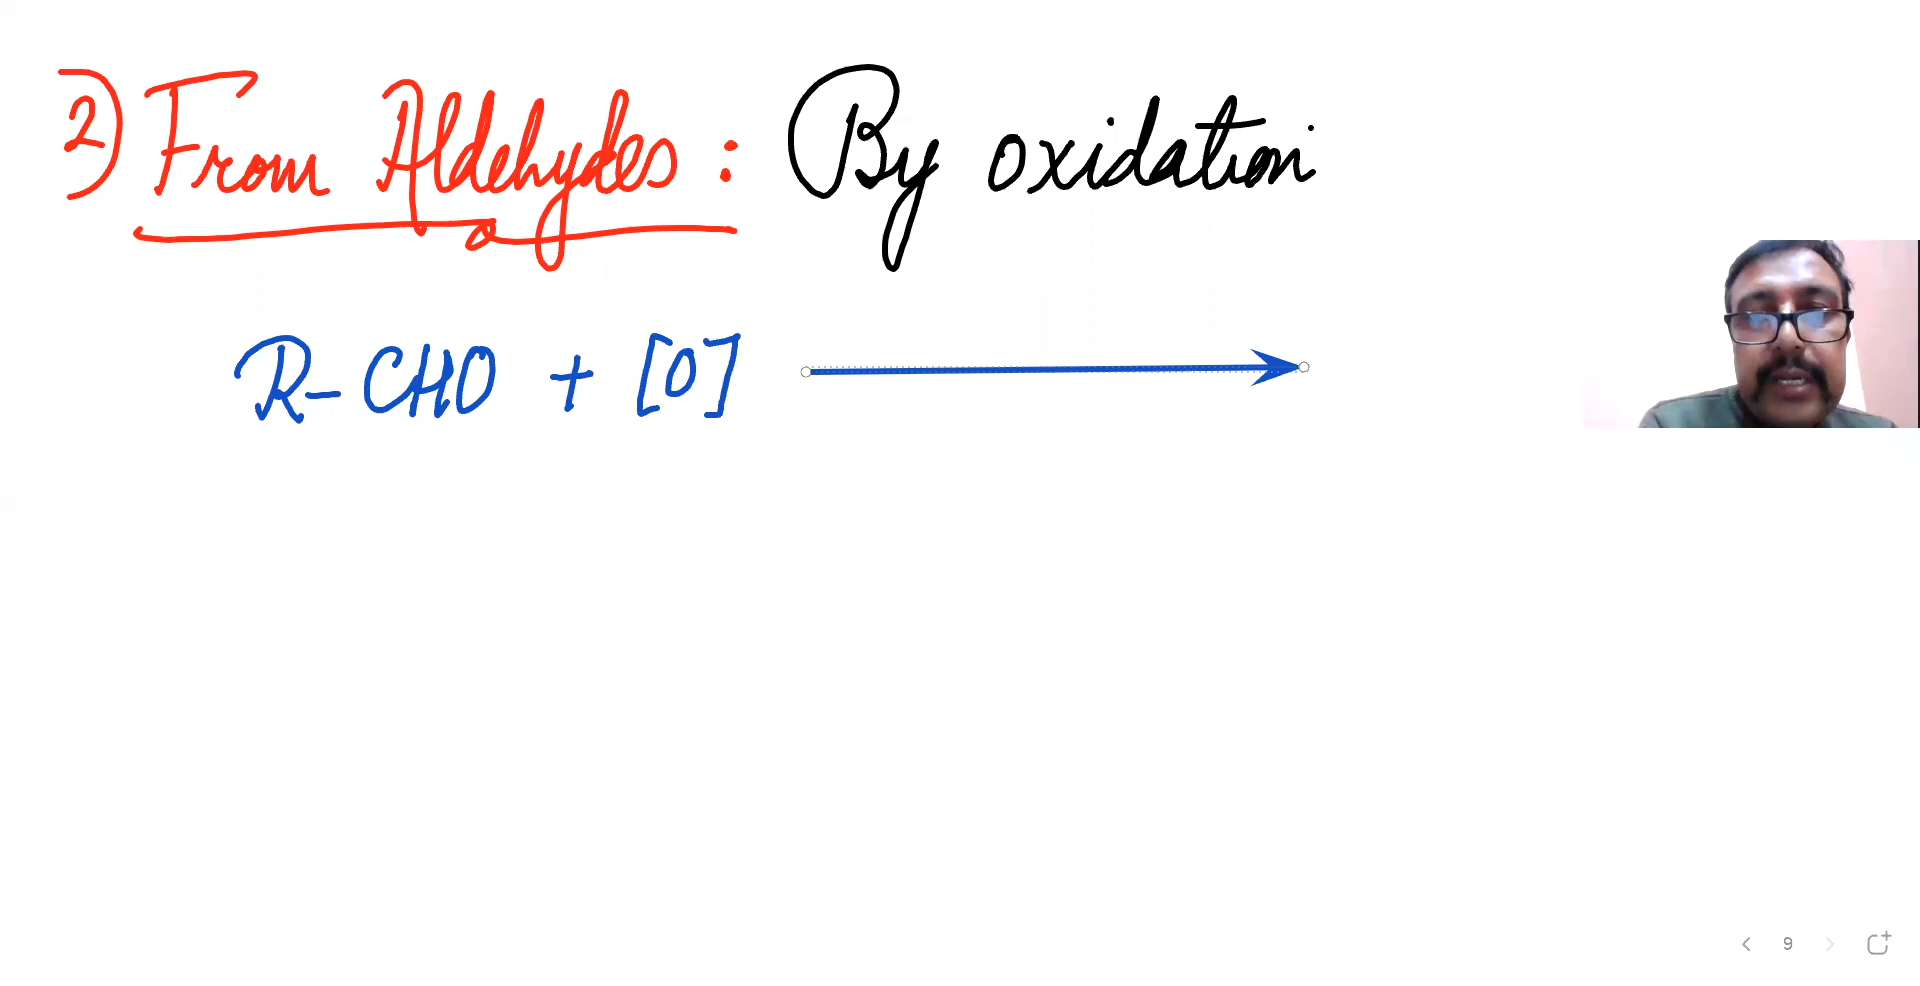 2) From Aldehydes : By oxidation
R- CHO + [O]
9